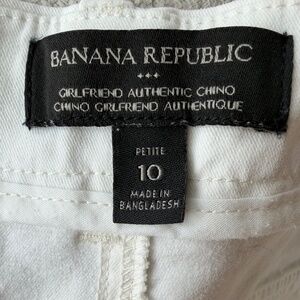 BANANA REPUBLIC
GIRLFRIEND AUTHENTIC CHINO
CHINO GIRLFRIEND AUTHENTIQUE
PETITE
10
MADE IN
BANGLADESH